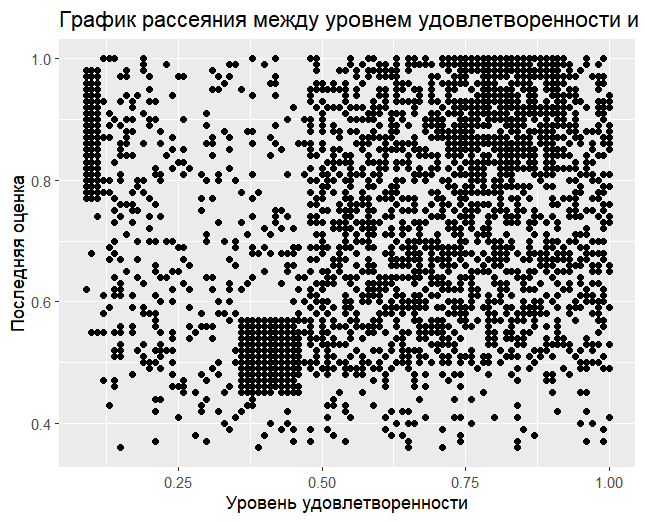 График рассеяния между уровнем удовлетворенности и
1.0
0.8
0.6
0.4
Последняя оценка
0.25
0.50
0.75
1.00
Уровень удовлетворенности